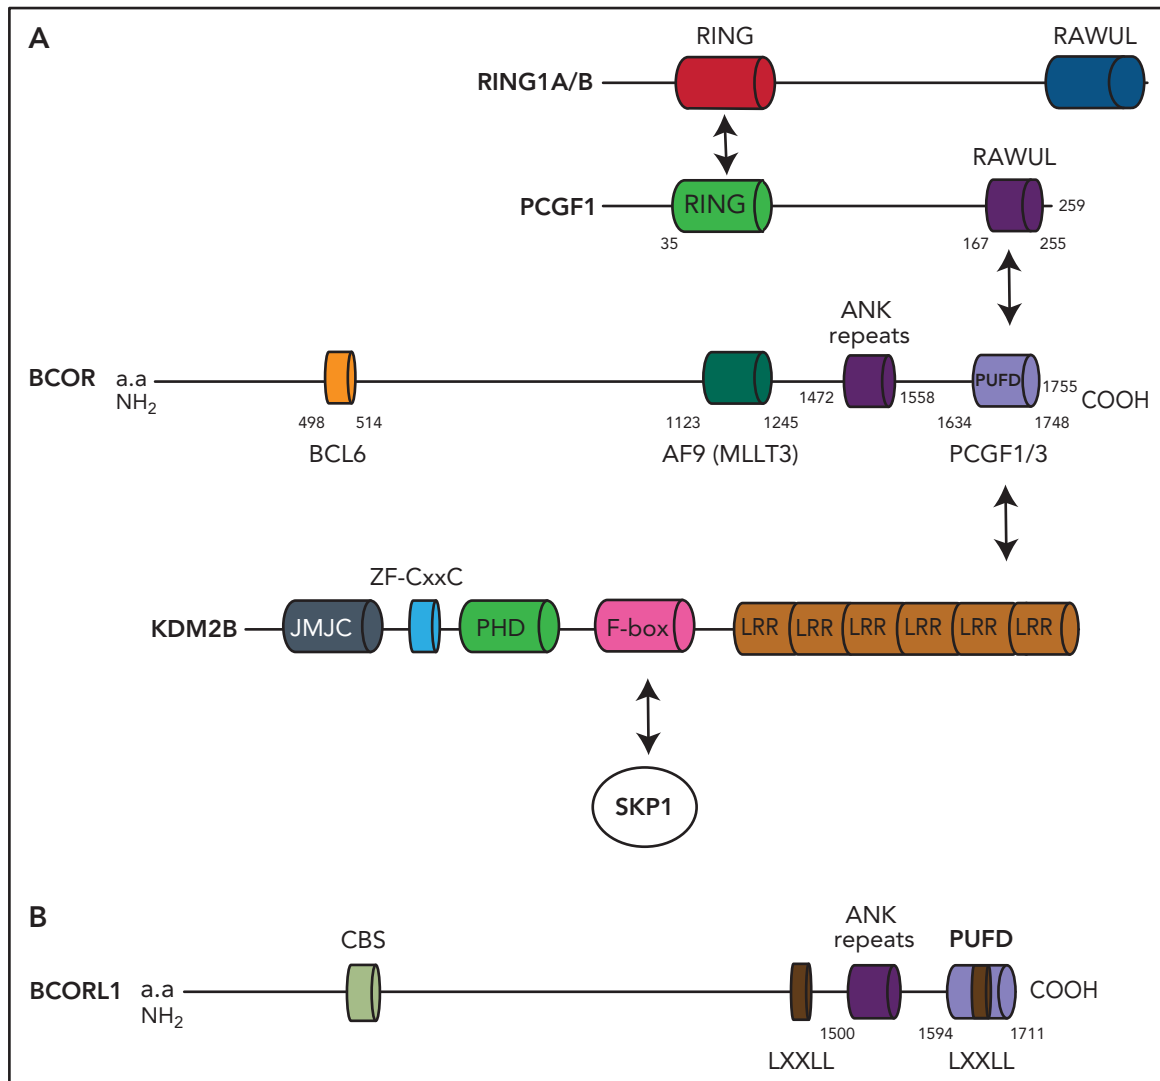 A
RING
RAWUL
RING1A/B
RAWUL
PCGF1
RING
259
35
167
255
ANK
repeats
BCOR
a.a
NH2
PUFD
1755
COOH
498
514
1123
1245
1472
1558
1634
1748
BCL6
AF9 (MLLT3)
PCGF1/3
ZF-CxxC
KDM2B
JMJC
PHD
F-box
LRR
LRR
LRR
LRR
LRR
LRR
SKP1
B
CBS
ANK
repeats
PUFD
BCORL1
a.a
NH2
COOH
1500
1594
1711
LXXLL
LXXLL